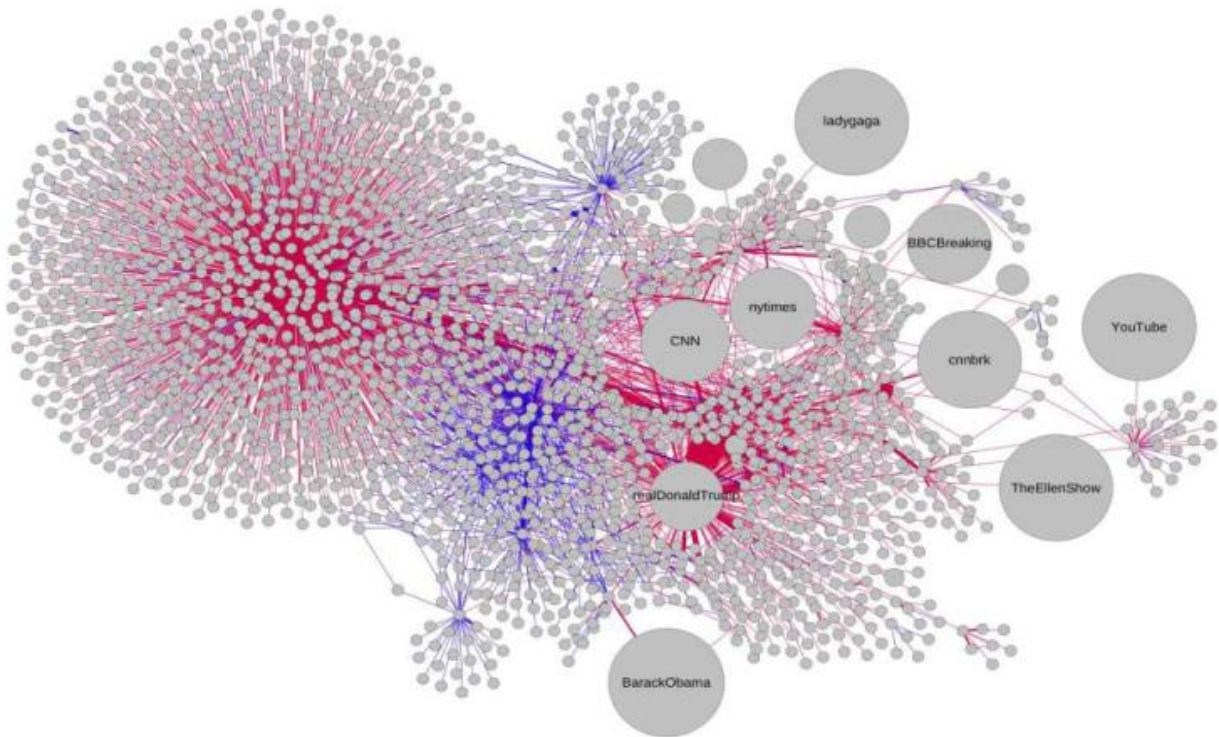 ladygaga
BBCBreaking
nytimes
YouTube
CNN
cnnbrk
TheEllenShow
realDonaldTrump
BarackObama